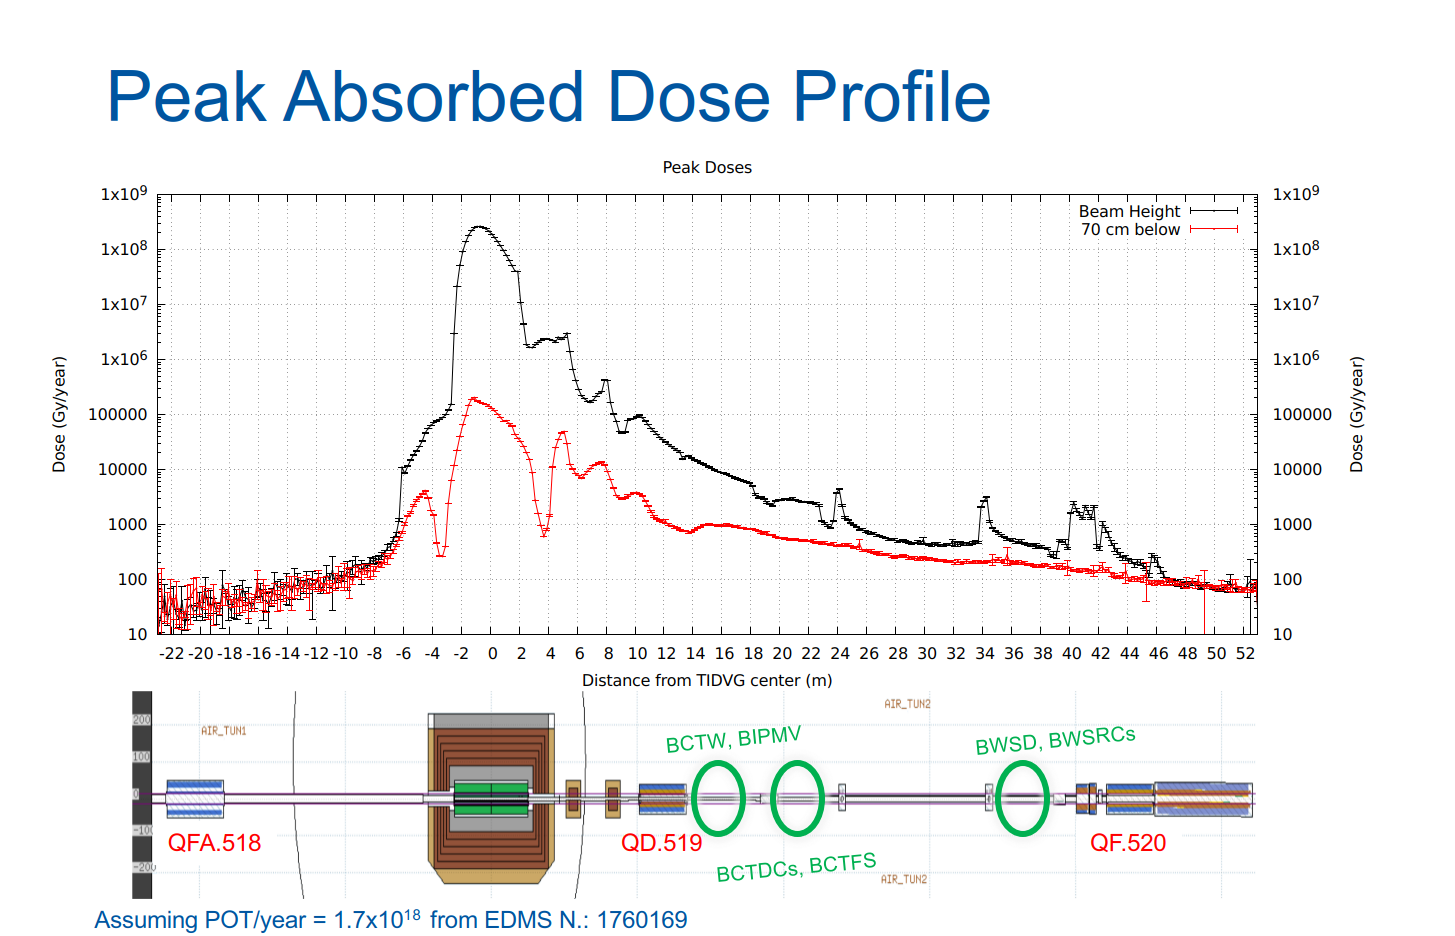 Peak Absorbed Dose Profile
Peak Doses
1x10⁹
1x10⁸
1x10⁷
1x10⁶
100000
10000
1000
100
10
Dose (Gy/year)
Beam Height
70 cm below
1x10⁹
1x10⁸
1x10⁷
1x10⁶
100000
10000
1000
100
10
Dose (Gy/year)
-22 -20 -18 -16 -14 -12 -10 -8 -6 -4 -2 0 2 4 6 8 10 12 14 16 18 20 22 24 26 28 30 32 34 36 38 40 42 44 46 48 50 52
Distance from TIDVG center (m)
200
100
0
-100
-200
AIR_TUN1
AIR_TUN2
BCTW, BIPMV
BWSD, BWSRCs
QFA.518
QD.519
QF.520
BCTDCs, BCTFS
AIR_TUN2
Assuming POT/year = 1.7x10¹⁸ from EDMS N.: 1760169